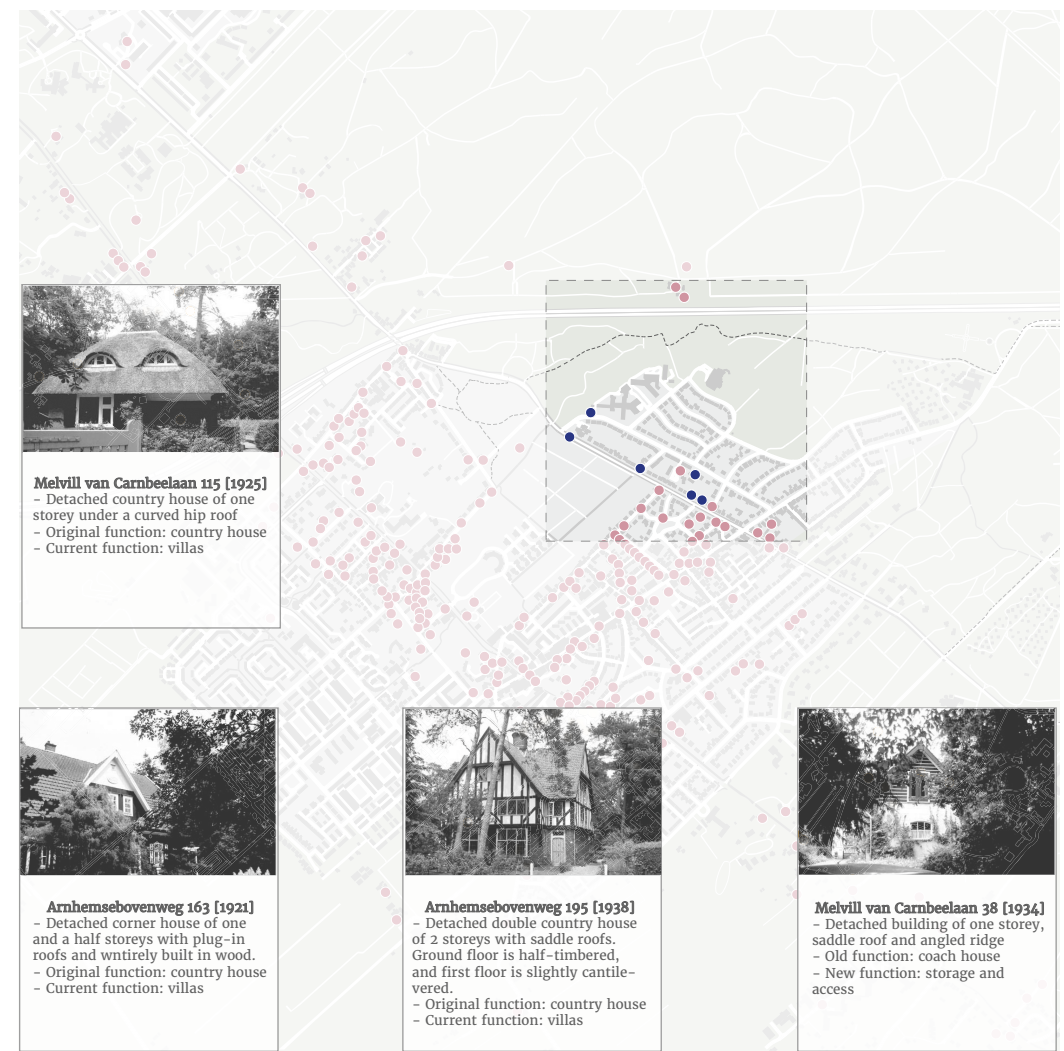 Melvill van Carnbeelaan 115 [1925]
- Detached country house of one
storey under a curved hip roof
- Original function: country house
- Current function: villas
Arnhemsebovenweg 163 [1921]
- Detached corner house of one
and a half storeys with plug-in
roofs and wntirely built in wood.
- Original function: country house
- Current function: villas
Arnhemsebovenweg 195 [1938]
- Detached double country house
of 2 storeys with saddle roofs.
Ground floor is half-timbered,
and first floor is slightly cantile-
vered.
- Original function: country house
- Current function: villas
Melvill van Carnbeelaan 38 [1934]
- Detached building of one storey,
saddle roof and angled ridge
- Old function: coach house
- New function: storage and
access